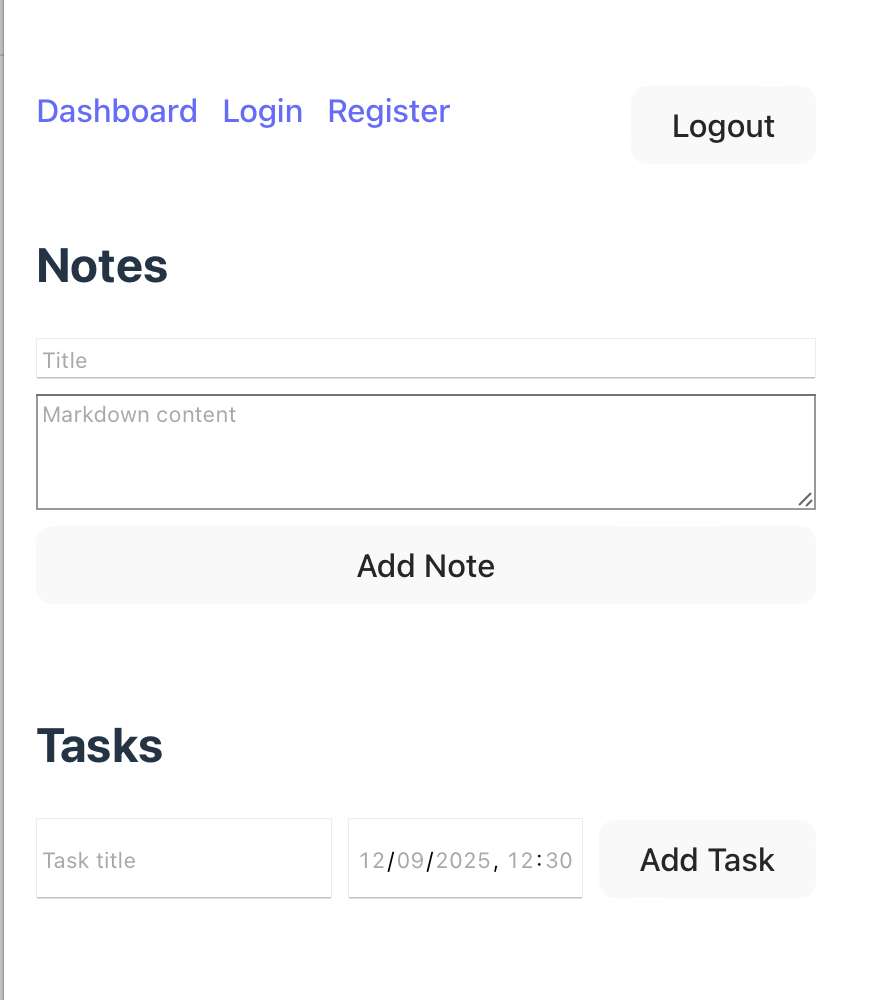 Dashboard Login Register Logout
Notes
Title
Markdown content
Add Note
Tasks
Task title 12/09/2025, 12:30 Add Task